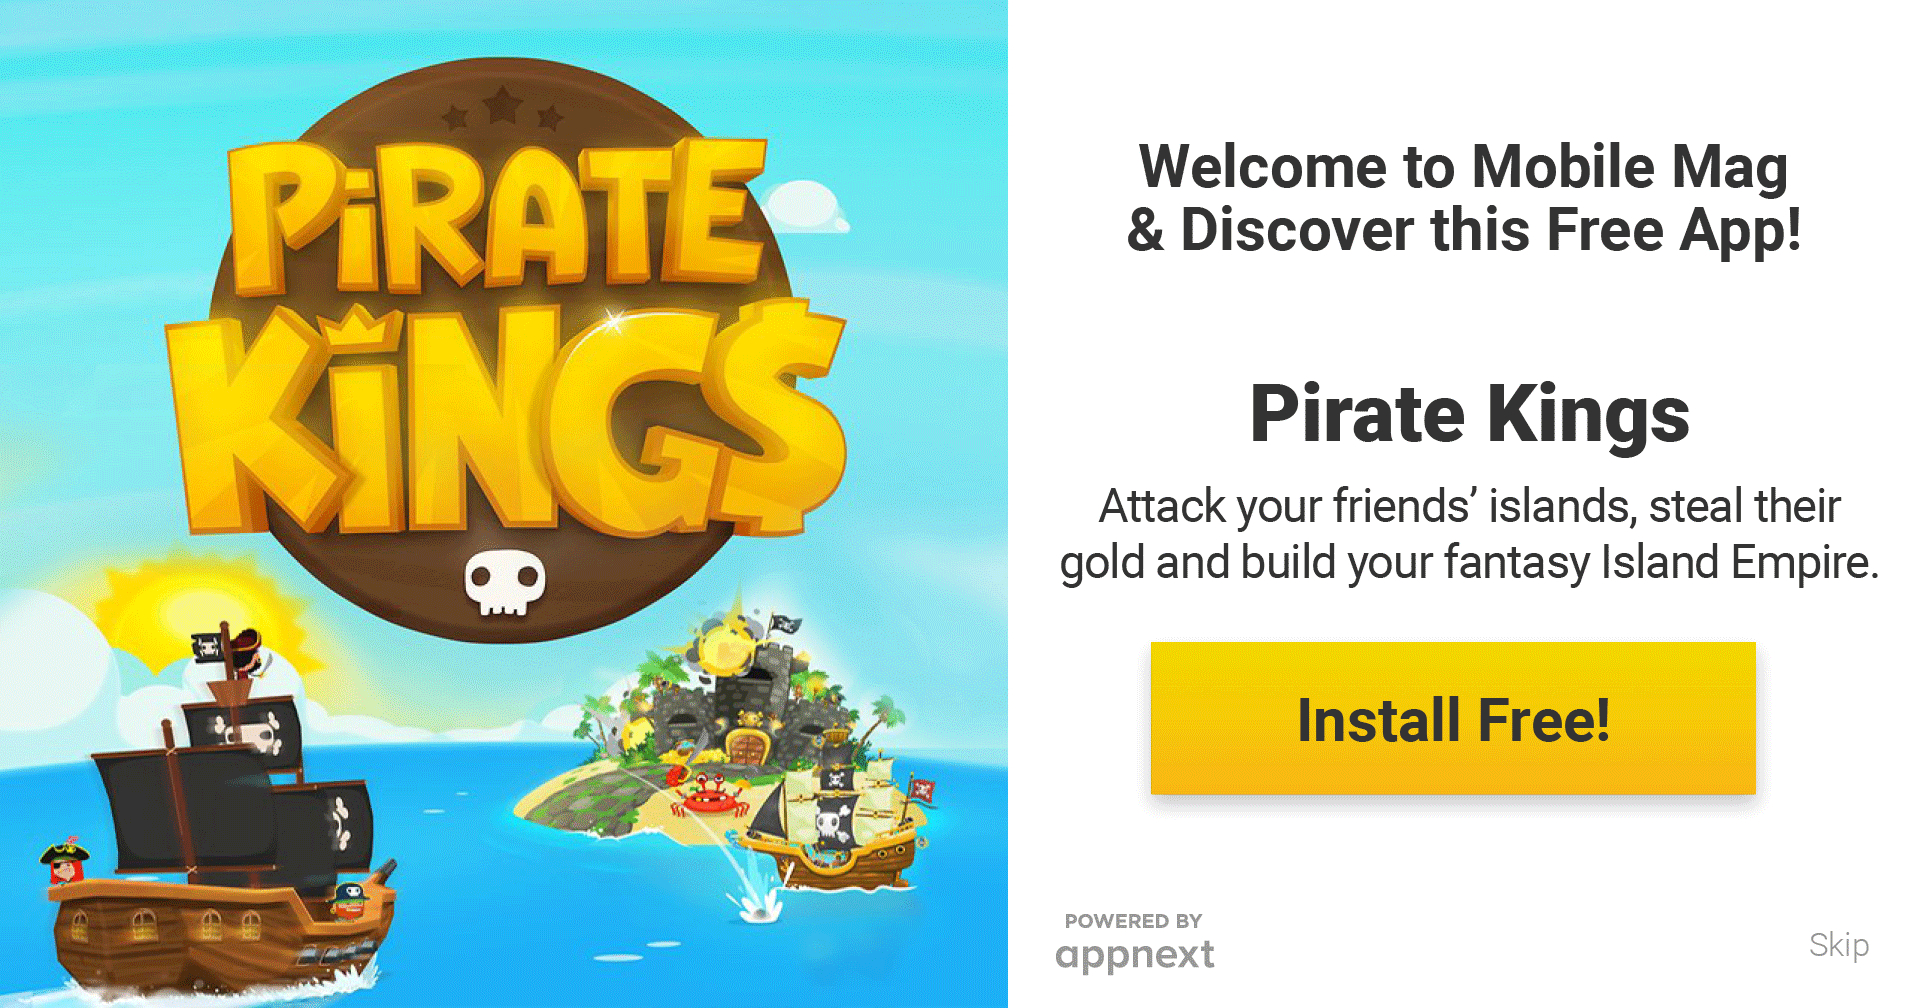 PiRATE
KiNGS
Welcome to Mobile Mag
& Discover this Free App!
Pirate Kings
Attack your friends’ islands, steal their
gold and build your fantasy Island Empire.
Install Free!
POWERED BY
appnext
Skip